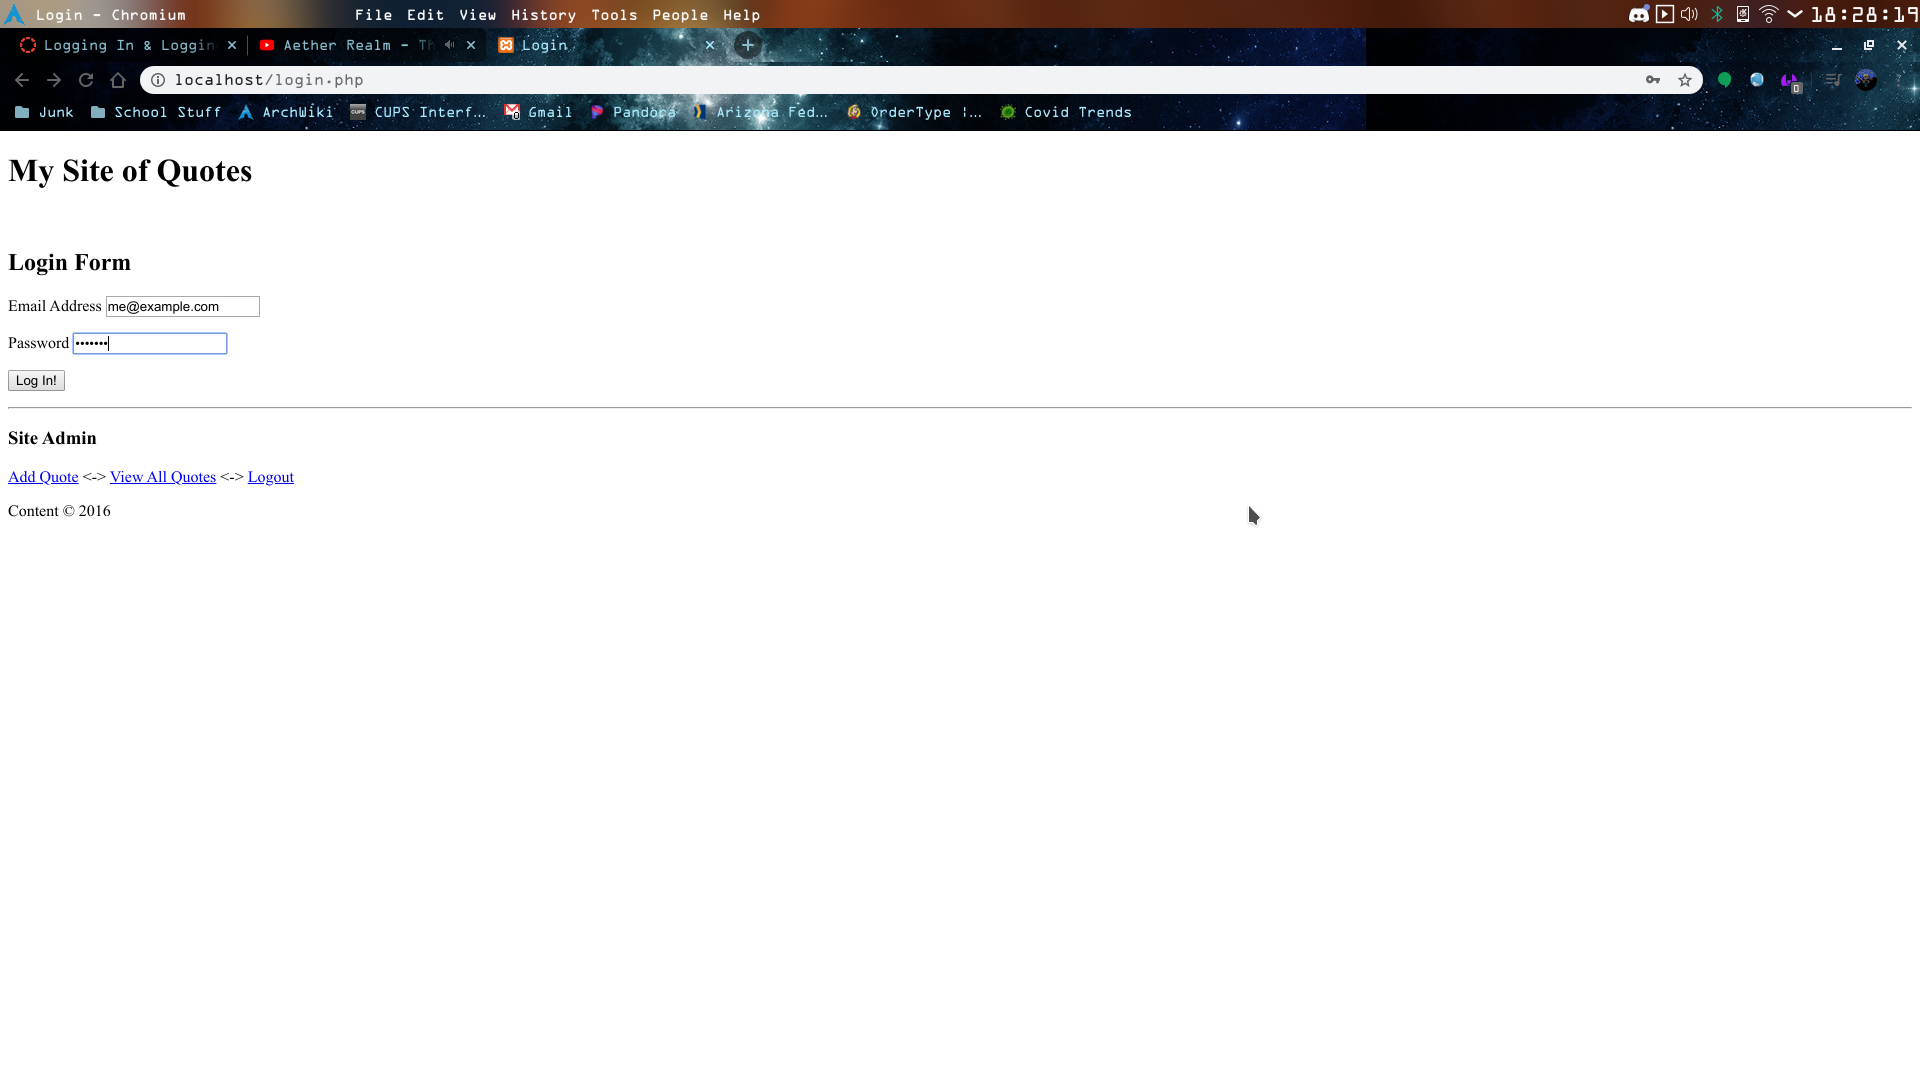 Login – Chromium File Edit View History Tools People Help 18:28:19
Logging In & Loggin Aether Realm – Th Login
localhost/login.php
Junk School Stuff ArchWiki CUPS Interf... Gmail Pandora Arizona Fed... OrderType |... Covid Trends
My Site of Quotes
Login Form
Email Address me@example.com
Password •••••••
Log In!
Site Admin
Add Quote <-> View All Quotes <-> Logout
Content © 2016